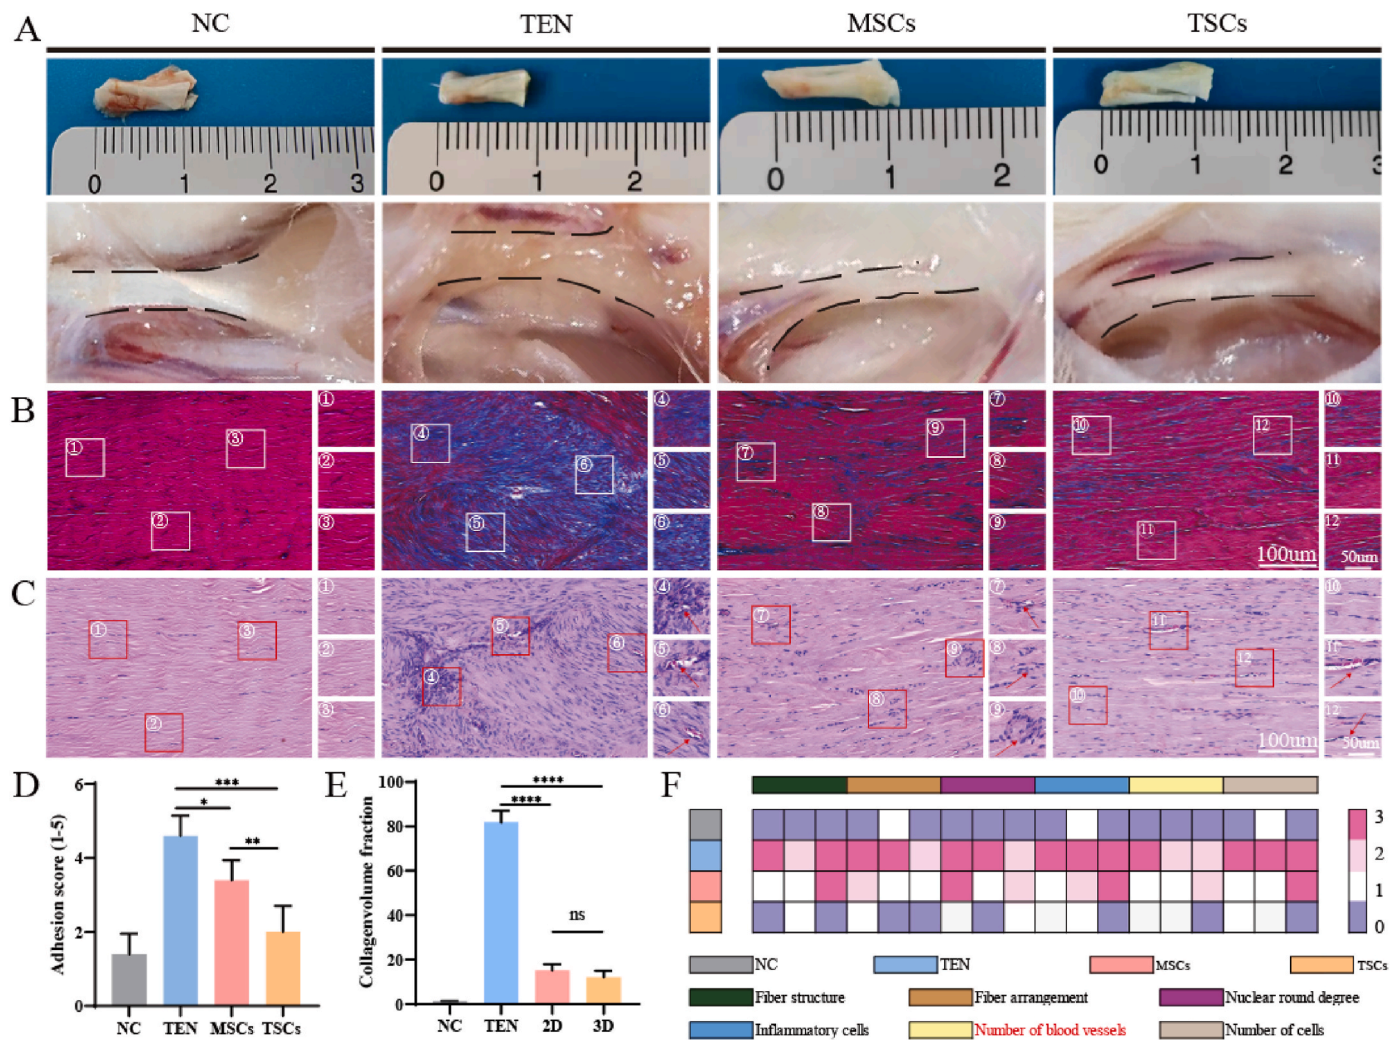 A
NC
TEN
MSCs
TSCs
0 1 2 3
0 1 2
0 1 2
0 1 2 3
B
① ② ③
① ② ③
④ ⑤ ⑥
④ ⑤ ⑥
⑦ ⑧ ⑨
⑦ ⑧ ⑨
⑩ 11 12
⑩ 11 12
100um
50um
C
① ② ③
① ② ③
④ ⑤ ⑥
④ ⑤ ⑥
⑦ ⑧ ⑨
⑦ ⑧ ⑨
⑩ 11 12
⑩ 11 12
100um
50um
D
Adhesion score (1-5)
6
4
2
0
***
*
**
NC TEN MSCs TSCs
E
Collagenvolume fraction
100
80
60
40
20
0
****
****
ns
NC TEN 2D 3D
F
3
2
1
0
NC TEN MSCs TSCs
Fiber structure Fiber arrangement Nuclear round degree
Inflammatory cells Number of blood vessels Number of cells